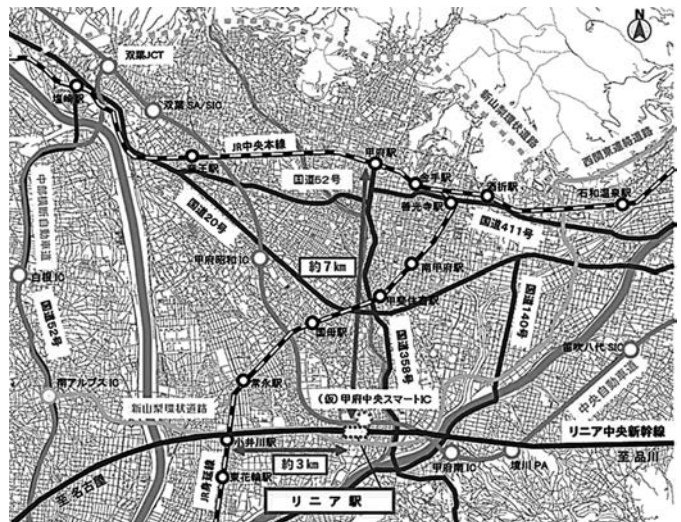 N
双葉JCT
塩崎駅
双葉SA/SIC
新山梨環状道路
西関東道路道路
JR中央本線
竜王駅
甲府駅
金手駅
国道52号
善光寺駅
酒折駅
石和温泉駅
国道411号
中部横断自動車道
国道20号
約7km
甲府昭和IC
南甲府駅
白根IC
甲斐住吉駅
国道52号
国母駅
国道358号
国道140号
笛吹八代SIC
南アルプスIC
常永駅
中央自動車道
新山梨環状道路
(仮)甲府中央スマートIC
小井川駅
リニア中央新幹線
約3km
甲府南IC
境川PA
至 品川
JR身延線
東花輪駅
至 名古屋
リニア駅